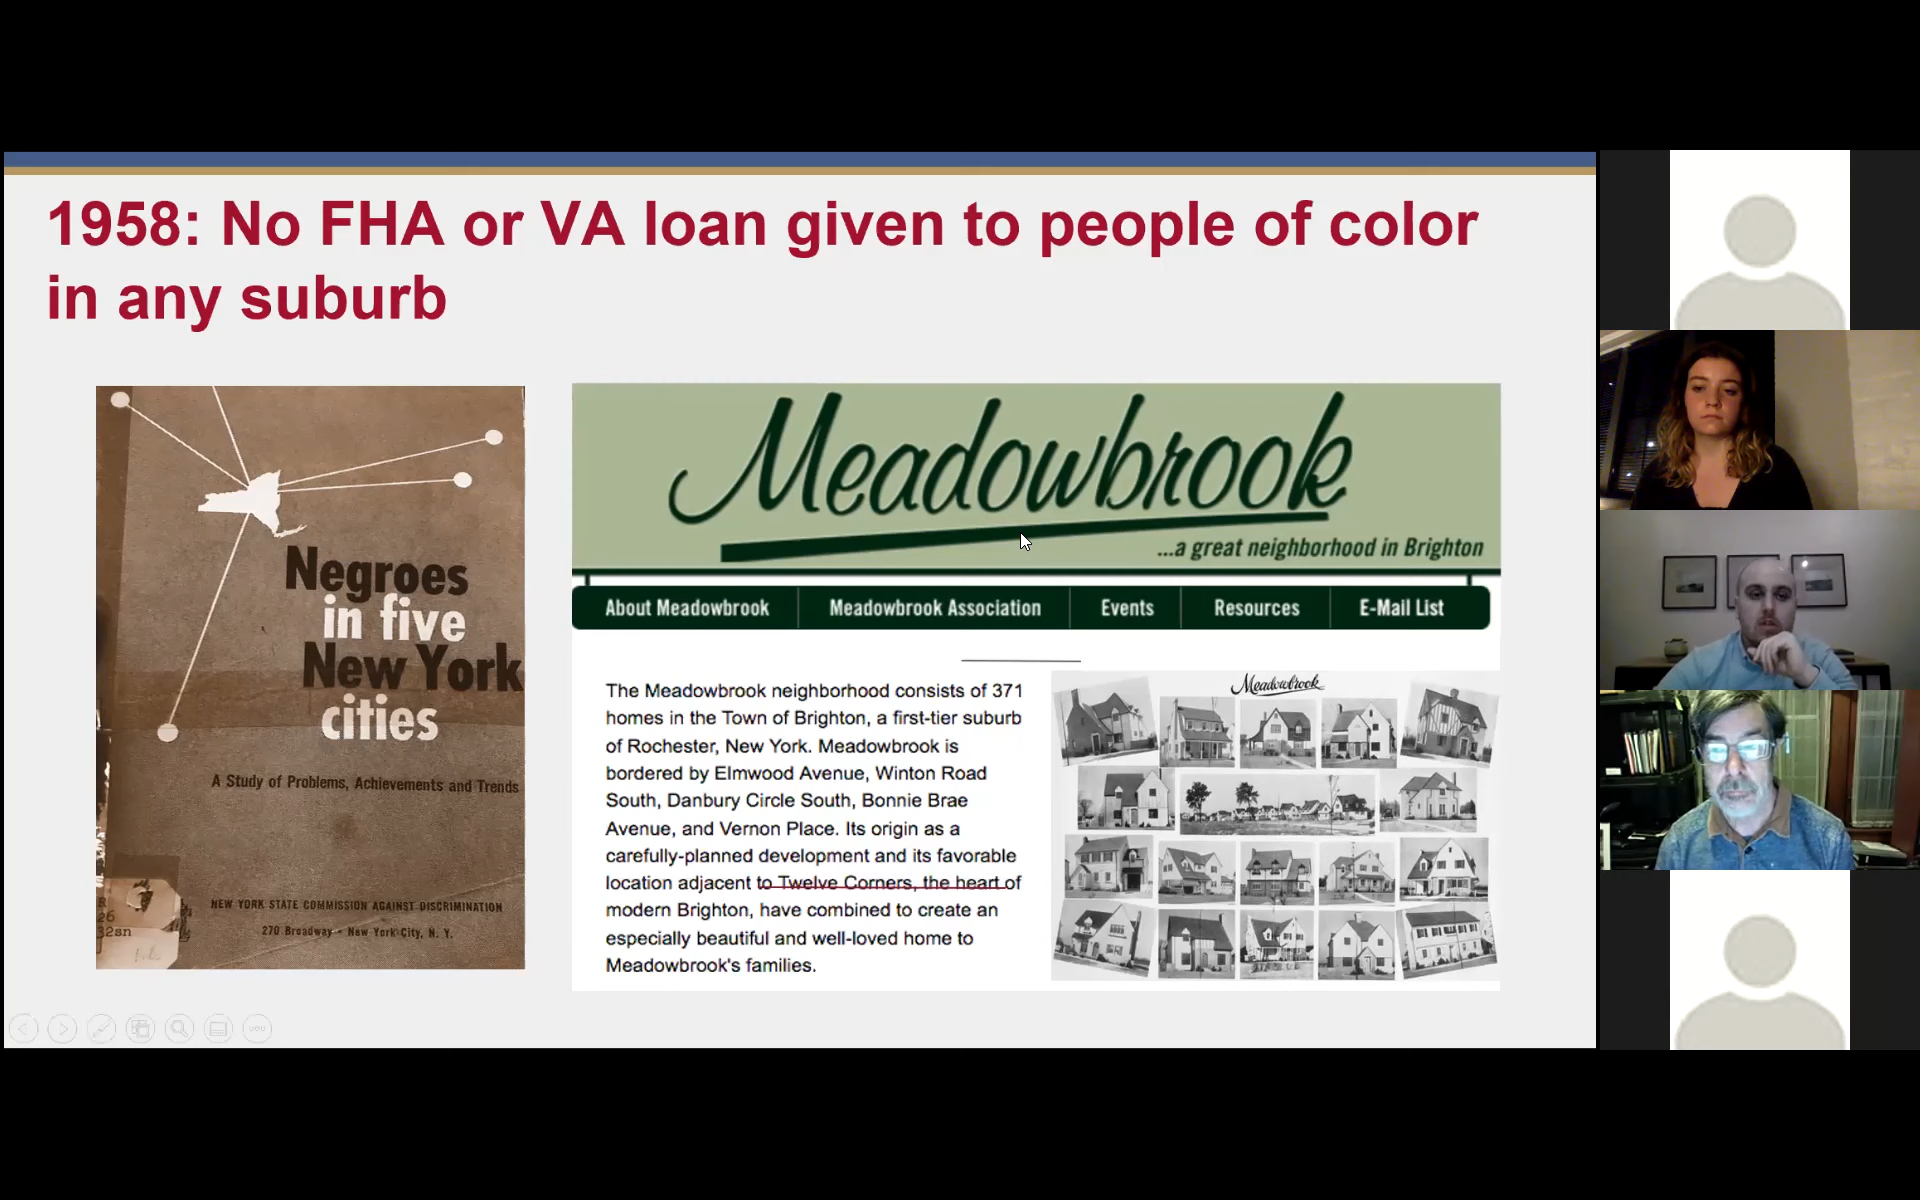 1958: No FHA or VA loan given to people of color
in any suburb
Negroes
in five
New York
cities
A Study of Problems, Achievements and Trends
NEW YORK STATE COMMISSION AGAINST DISCRIMINATION
270 Broadway • New York City, N. Y.
R
26
32sn
Meadowbrook
...a great neighborhood in Brighton
About Meadowbrook
Meadowbrook Association
Events
Resources
E-Mail List
The Meadowbrook neighborhood consists of 371
homes in the Town of Brighton, a first-tier suburb
of Rochester, New York. Meadowbrook is
bordered by Elmwood Avenue, Winton Road
South, Danbury Circle South, Bonnie Brae
Avenue, and Vernon Place. Its origin as a
carefully-planned development and its favorable
location adjacent to Twelve Corners, the heart of
modern Brighton, have combined to create an
especially beautiful and well-loved home to
Meadowbrook's families.
Meadowbrook